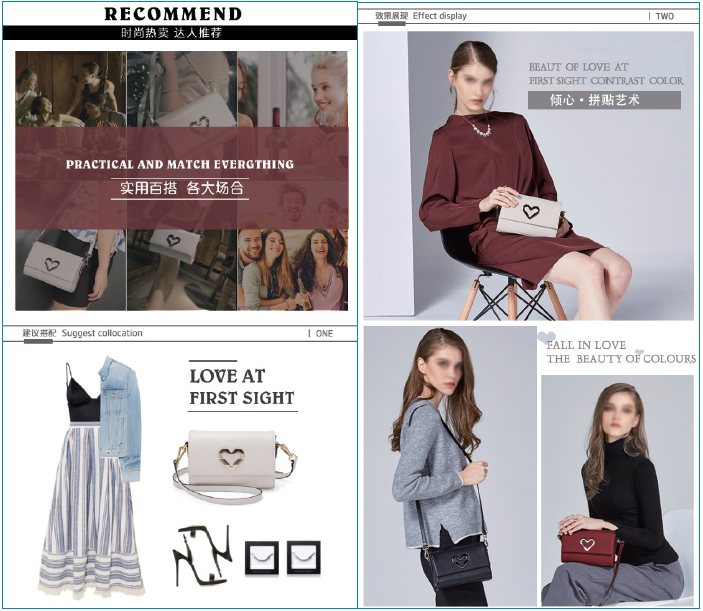 RECOMMEND
时尚热卖 达人推荐
PRACTICAL AND MATCH EVERGTHING
实用百搭 各大场合
建议搭配 Suggest collocation | ONE
LOVE AT
FIRST SIGHT
效果展现 Effect display | TWO
BEAUT OF LOVE AT
FIRST SIGHT CONTRAST COLOR
倾心·拼贴艺术
FALL IN LOVE
THE BEAUTY OF COLOURS